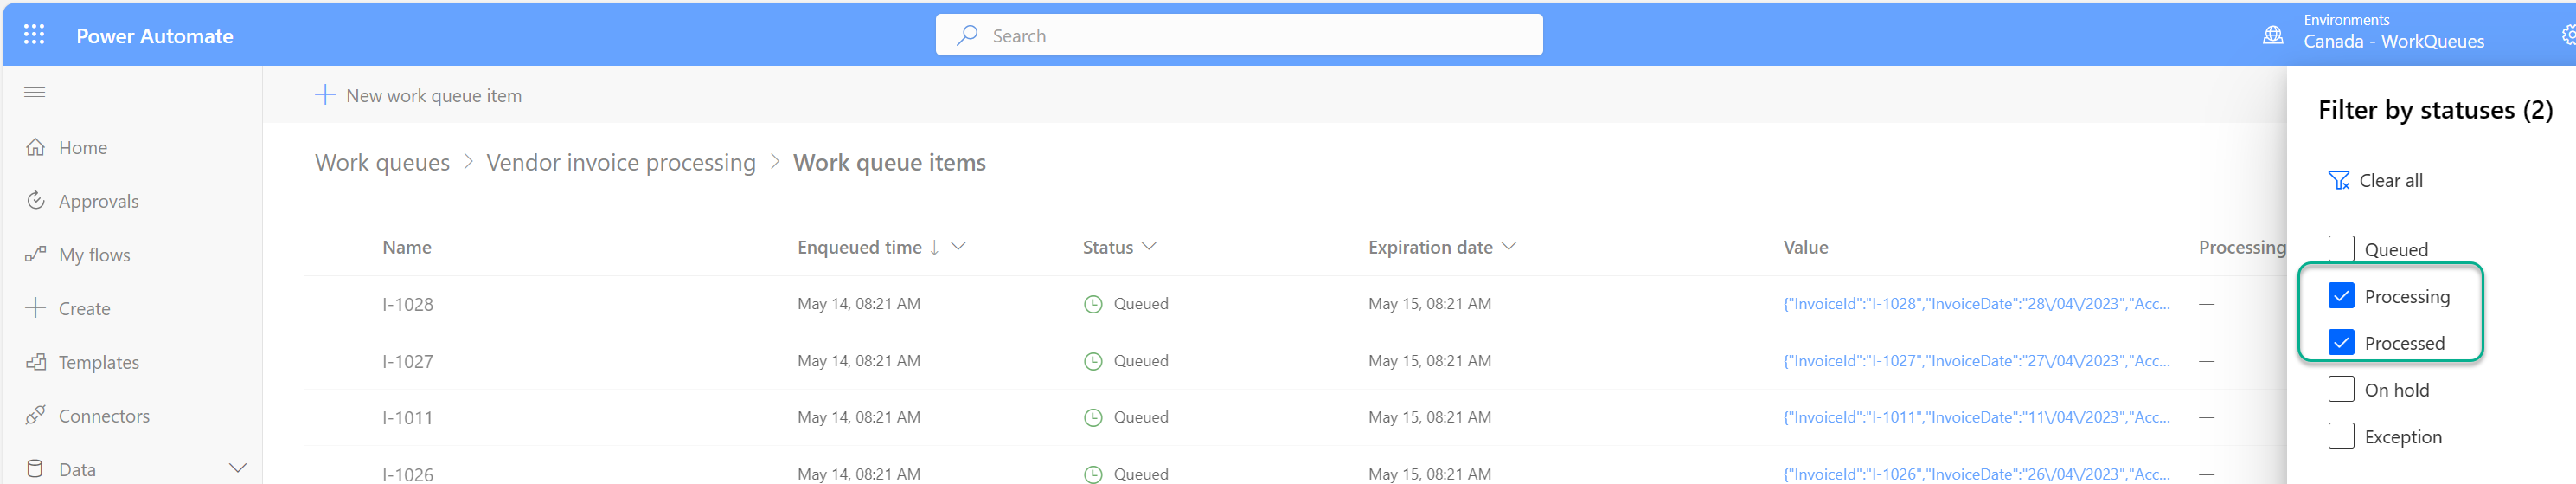 Power Automate
Search
Environments
Canada - WorkQueues
New work queue item
Home
Approvals
My flows
Create
Templates
Connectors
Data
Work queues > Vendor invoice processing > Work queue items
Name Enqueued time ↓ Status Expiration date Value Processing
I-1028 May 14, 08:21 AM Queued May 15, 08:21 AM {"InvoiceId":"I-1028","InvoiceDate":"28\/04\/2023","Acc... —
I-1027 May 14, 08:21 AM Queued May 15, 08:21 AM {"InvoiceId":"I-1027","InvoiceDate":"27\/04\/2023","Acc... —
I-1011 May 14, 08:21 AM Queued May 15, 08:21 AM {"InvoiceId":"I-1011","InvoiceDate":"11\/04\/2023","Acc... —
I-1026 May 14, 08:21 AM Queued May 15, 08:21 AM {"InvoiceId":"I-1026","InvoiceDate":"26\/04\/2023","Acc... —
Filter by statuses (2)
Clear all
Queued
Processing
Processed
On hold
Exception